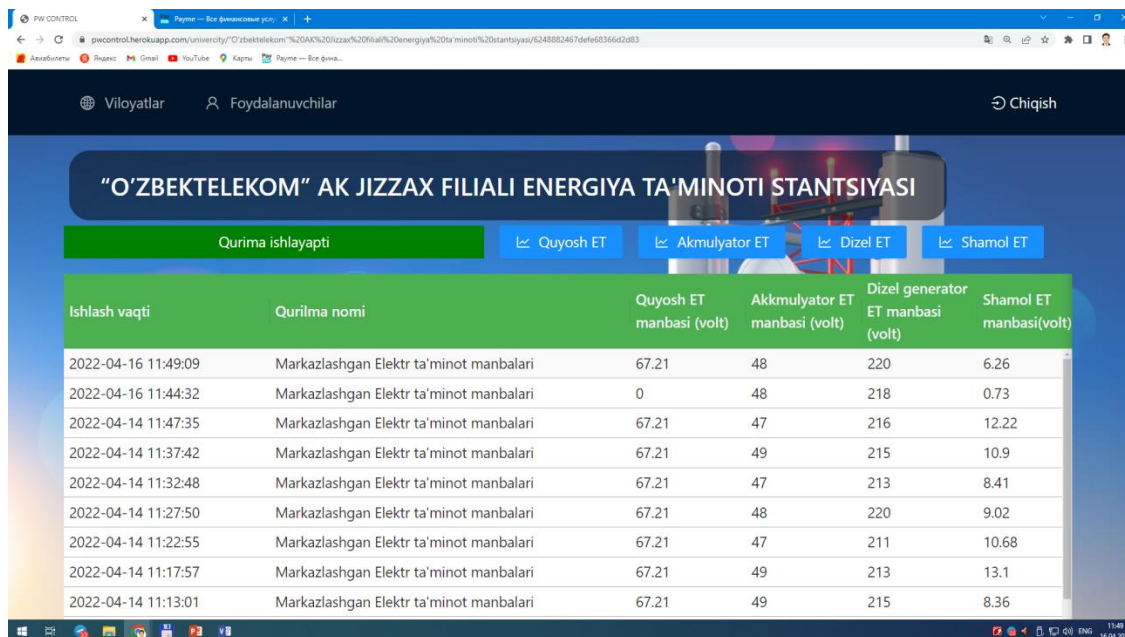 PW CONTROL
Payme — Все финансовые услу
pwcontrol.herokuapp.com/univercity/"O'zbektelekom"%20AK%20Jizzax%20filiali%20energiya%20ta'minoti%20stantsiyasi/6248882467defe68366d2d83
Авиабилеты Яндекс Gmail YouTube Карты Payme — Все фина...
Viloyatlar Foydalanuvchilar Chiqish
“O’ZBEKTELEKOM” AK JIZZAX FILIALI ENERGIYA TA'MINOTI STANTSIYASI
Qurima ishlayapti Quyosh ET Akmulyator ET Dizel ET Shamol ET
Ishlash vaqti Qurilma nomi Quyosh ET manbasi (volt) Akkmulyator ET manbasi (volt) Dizel generator ET manbasi (volt) Shamol ET manbasi(volt)
2022-04-16 11:49:09 Markazlashgan Elektr ta'minot manbalari 67.21 48 220 6.26
2022-04-16 11:44:32 Markazlashgan Elektr ta'minot manbalari 0 48 218 0.73
2022-04-14 11:47:35 Markazlashgan Elektr ta'minot manbalari 67.21 47 216 12.22
2022-04-14 11:37:42 Markazlashgan Elektr ta'minot manbalari 67.21 49 215 10.9
2022-04-14 11:32:48 Markazlashgan Elektr ta'minot manbalari 67.21 47 213 8.41
2022-04-14 11:27:50 Markazlashgan Elektr ta'minot manbalari 67.21 48 220 9.02
2022-04-14 11:22:55 Markazlashgan Elektr ta'minot manbalari 67.21 47 211 10.68
2022-04-14 11:17:57 Markazlashgan Elektr ta'minot manbalari 67.21 49 213 13.1
2022-04-14 11:13:01 Markazlashgan Elektr ta'minot manbalari 67.21 49 215 8.36
ENG 11:49